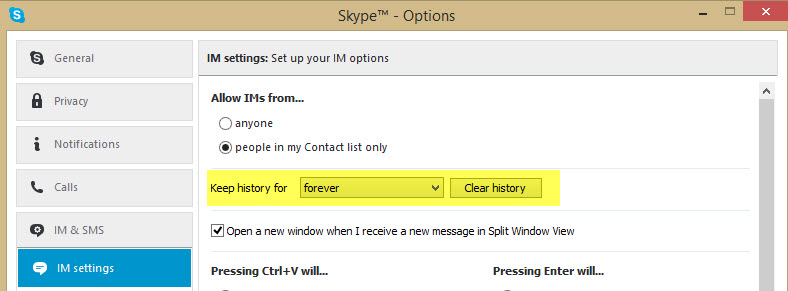 Skype™ - Options
General
Privacy
Notifications
Calls
IM & SMS
IM settings
IM settings: Set up your IM options
Allow IMs from...
anyone
people in my Contact list only
Keep history for forever Clear history
Open a new window when I receive a new message in Split Window View
Pressing Ctrl+V will... Pressing Enter will...